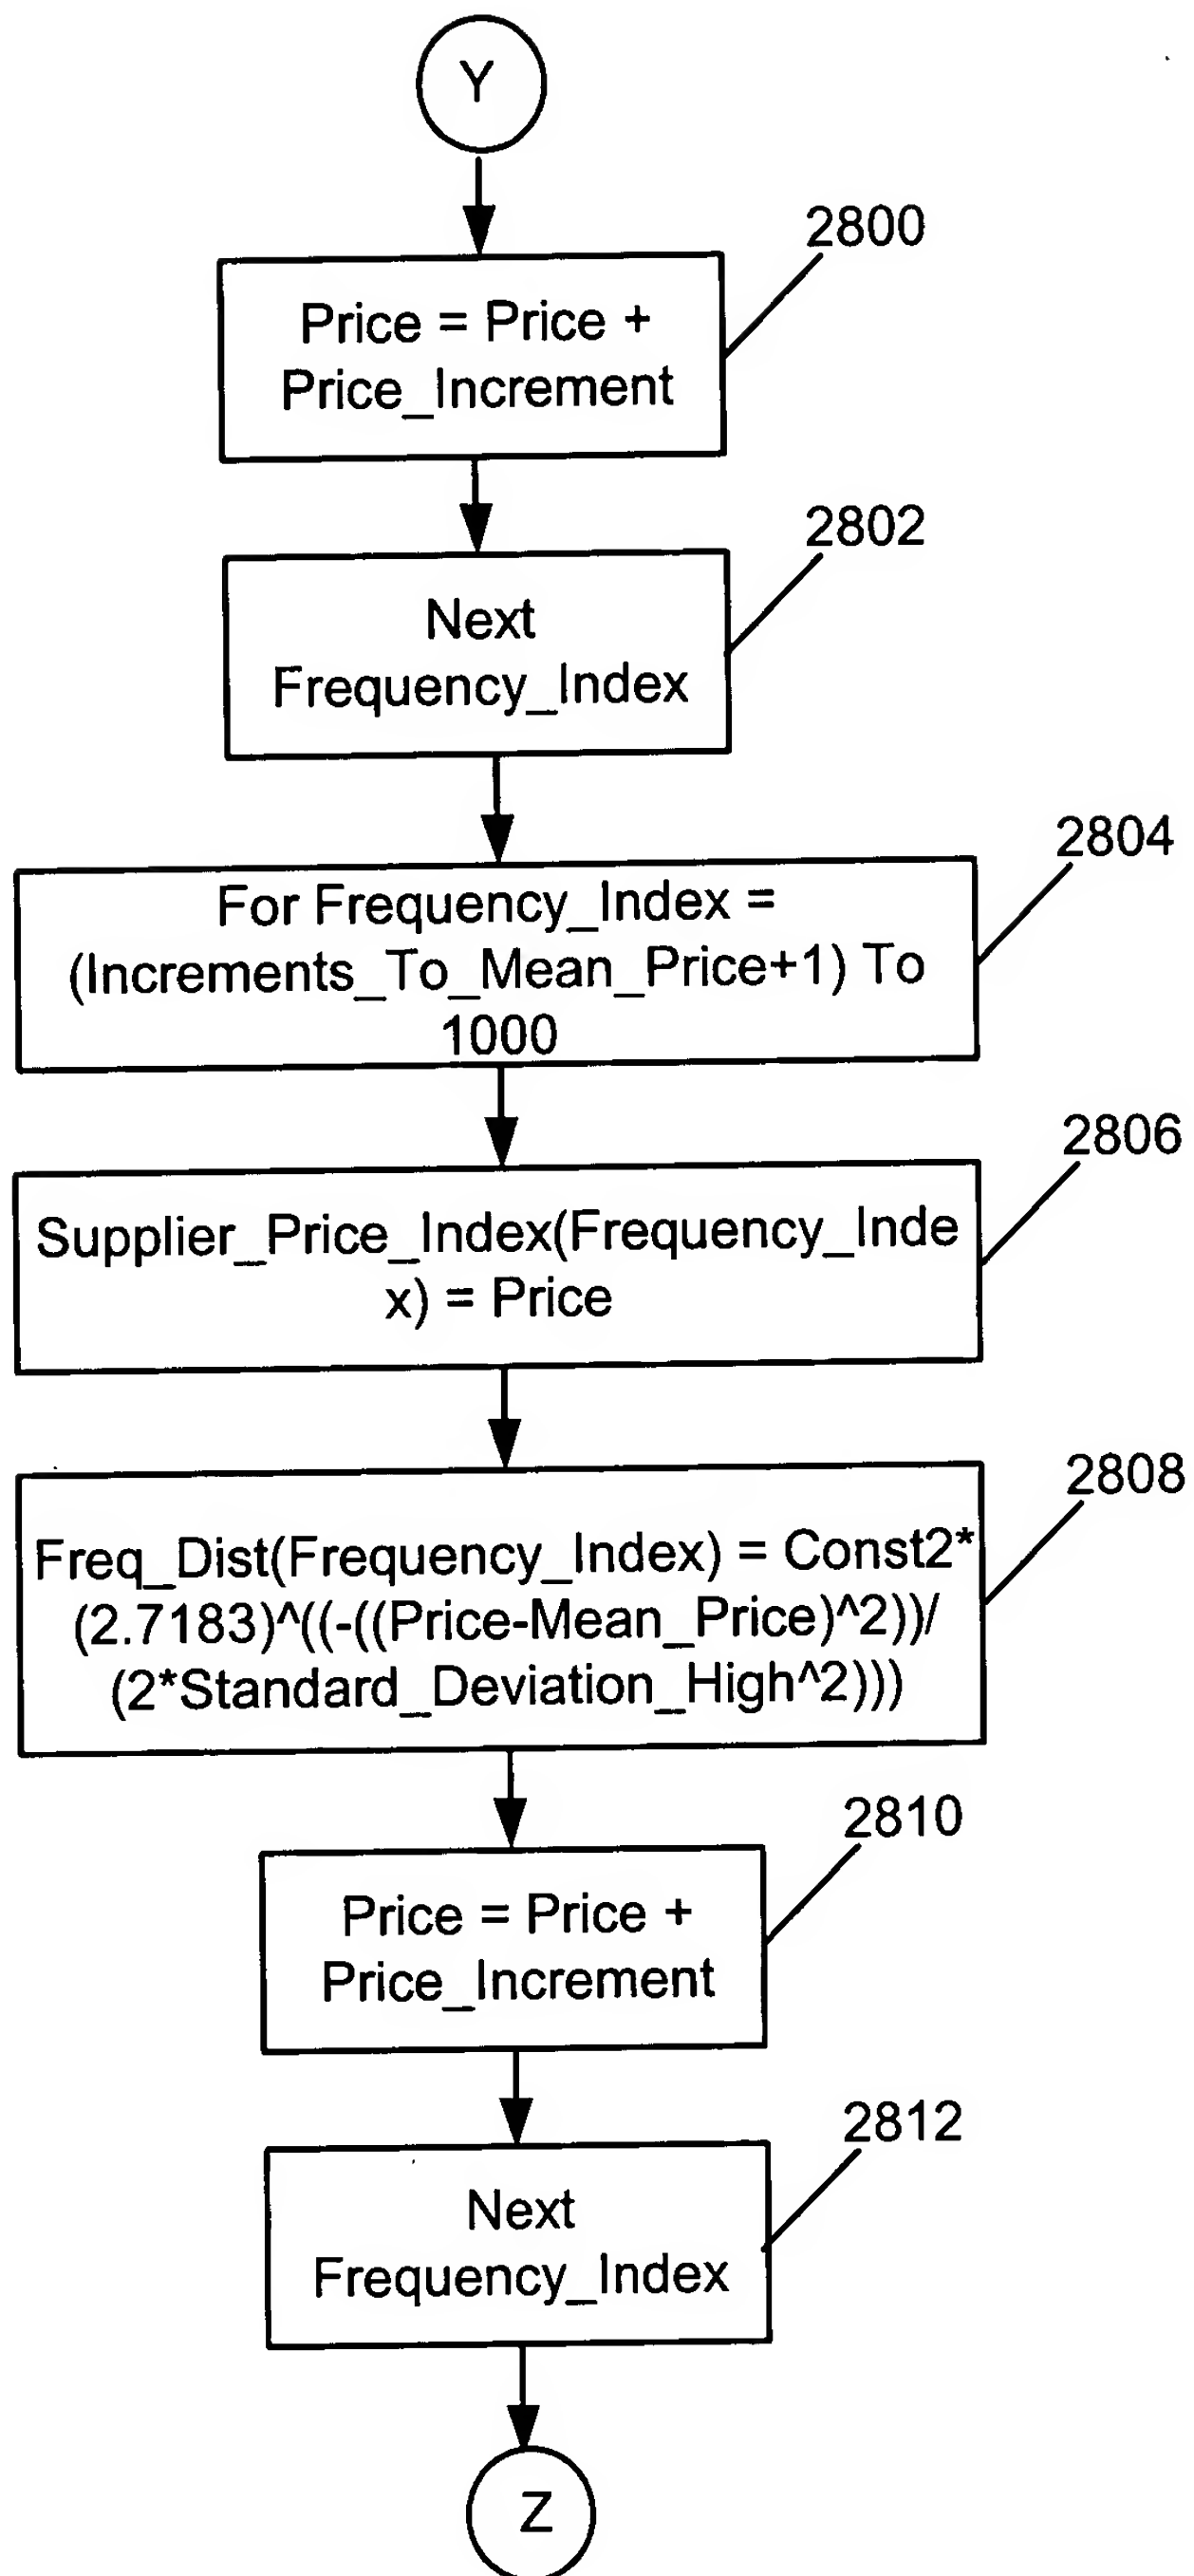 Y
2800
Price = Price +
Price_Increment
2802
Next
Frequency_Index
2804
For Frequency_Index =
(Increments_To_Mean_Price+1) To
1000
2806
Supplier_Price_Index(Frequency_Inde
x) = Price
2808
Freq_Dist(Frequency_Index) = Const2*
(2.7183)^((-((Price-Mean_Price)^2))/
(2*Standard_Deviation_High^2)))
2810
Price = Price +
Price_Increment
2812
Next
Frequency_Index
Z